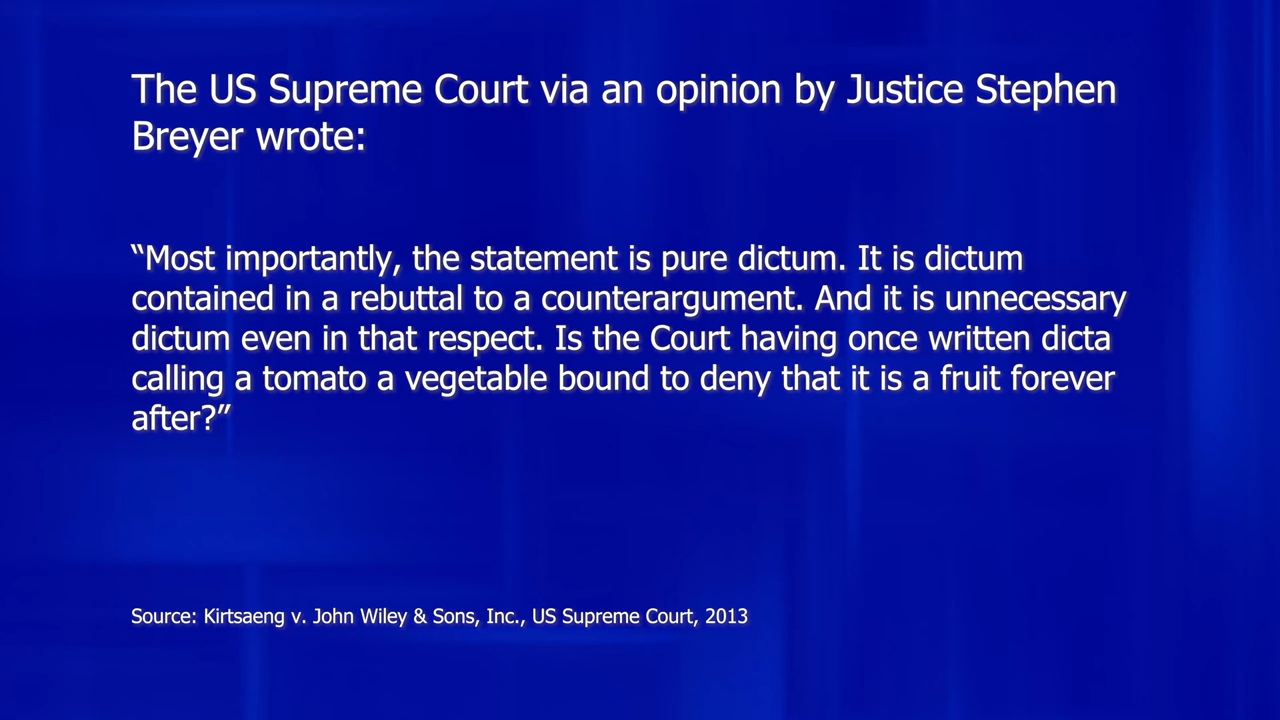 The US Supreme Court via an opinion by Justice Stephen
Breyer wrote:
“Most importantly, the statement is pure dictum. It is dictum
contained in a rebuttal to a counterargument. And it is unnecessary
dictum even in that respect. Is the Court having once written dicta
calling a tomato a vegetable bound to deny that it is a fruit forever
after?”
Source: Kirtsaeng v. John Wiley & Sons, Inc., US Supreme Court, 2013